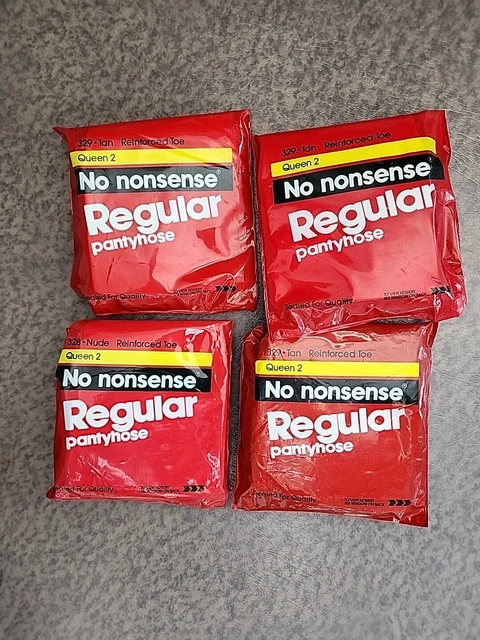 329 • Tan Reinforced Toe
Queen 2
No nonsense®
Regular
pantyhose
Sealed For Quality
329 • Tan Reinforced Toe
Queen 2
No nonsense®
Regular
pantyhose
Sealed For Quality
328 • Nude Reinforced Toe
Queen 2
No nonsense
Regular
pantyhose
For Quality
329 • Tan Reinforced Toe
Queen 2
No nonsense®
Regular
pantyhose
Sealed For Quality